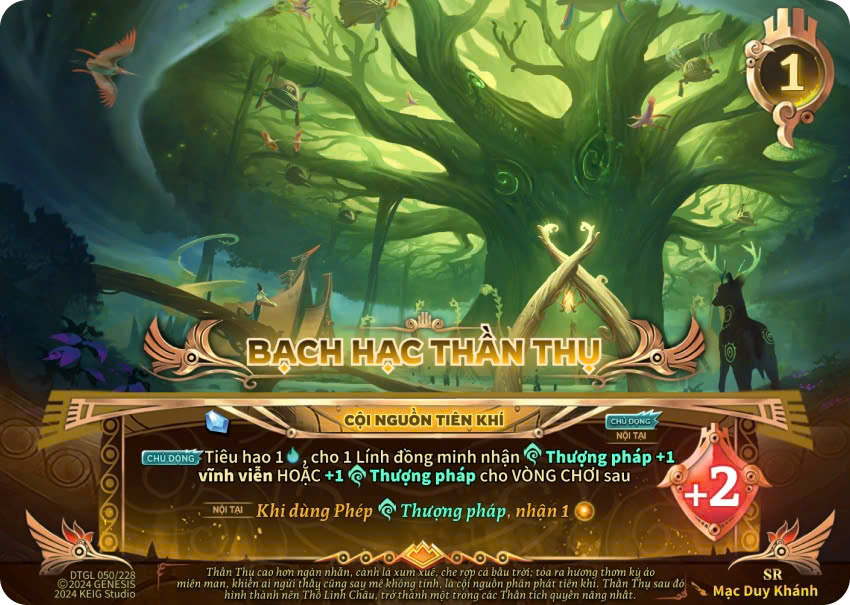 1
BẠCH HẠC THẦN THỤ
CỘI NGUỒN TIÊN KHÍ
CHỦ ĐỘNG
NỘI TẠI
CHỦ ĐỘNG Tiêu hao 1 , cho 1 Lính đồng minh nhận Thượng pháp +1
vĩnh viễn HOẶC +1 Thượng pháp cho VÒNG CHƠI sau
+2
NỘI TẠI Khi dùng Phép Thượng pháp, nhận 1
DTGL 050/228
©2024 GENESIS
2024 KEIG Studio
Thần Thụ cao hơn ngàn nhẫn, cành lá xum xuê, che rợp cả bầu trời; tỏa ra hương thơm kỳ ảo
miên man, khiến ai ngửi thấy cũng say mê không tỉnh, là cội nguồn phân phát tiên khí. Thần Thụ sau đó
hình thành nên Thổ Linh Châu, trở thành một trong các Thần tích quyền năng nhất.
SR
Mạc Duy Khánh